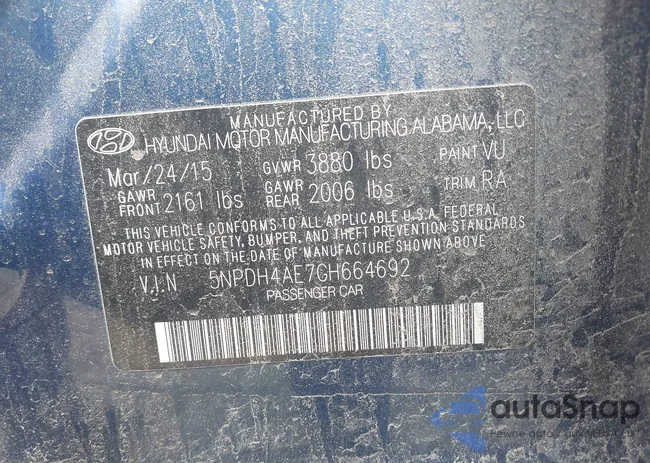 MANUFACTURED BY
HYUNDAI MOTOR MANUFACTURING ALABAMA, LLC
Mar/24/15 GVWR 3880 lbs PAINT VU
GAWR FRONT 2161 lbs GAWR REAR 2006 lbs TRIM RA
THIS VEHICLE CONFORMS TO ALL APPLICABLE U.S.A. FEDERAL
MOTOR VEHICLE SAFETY, BUMPER, AND THEFT PREVENTION STANDARDS
IN EFFECT ON THE DATE OF MANUFACTURE SHOWN ABOVE
V.I.N 5NPDH4AE7GH664692
PASSENGER CAR
autoSnap
Pewne auto z